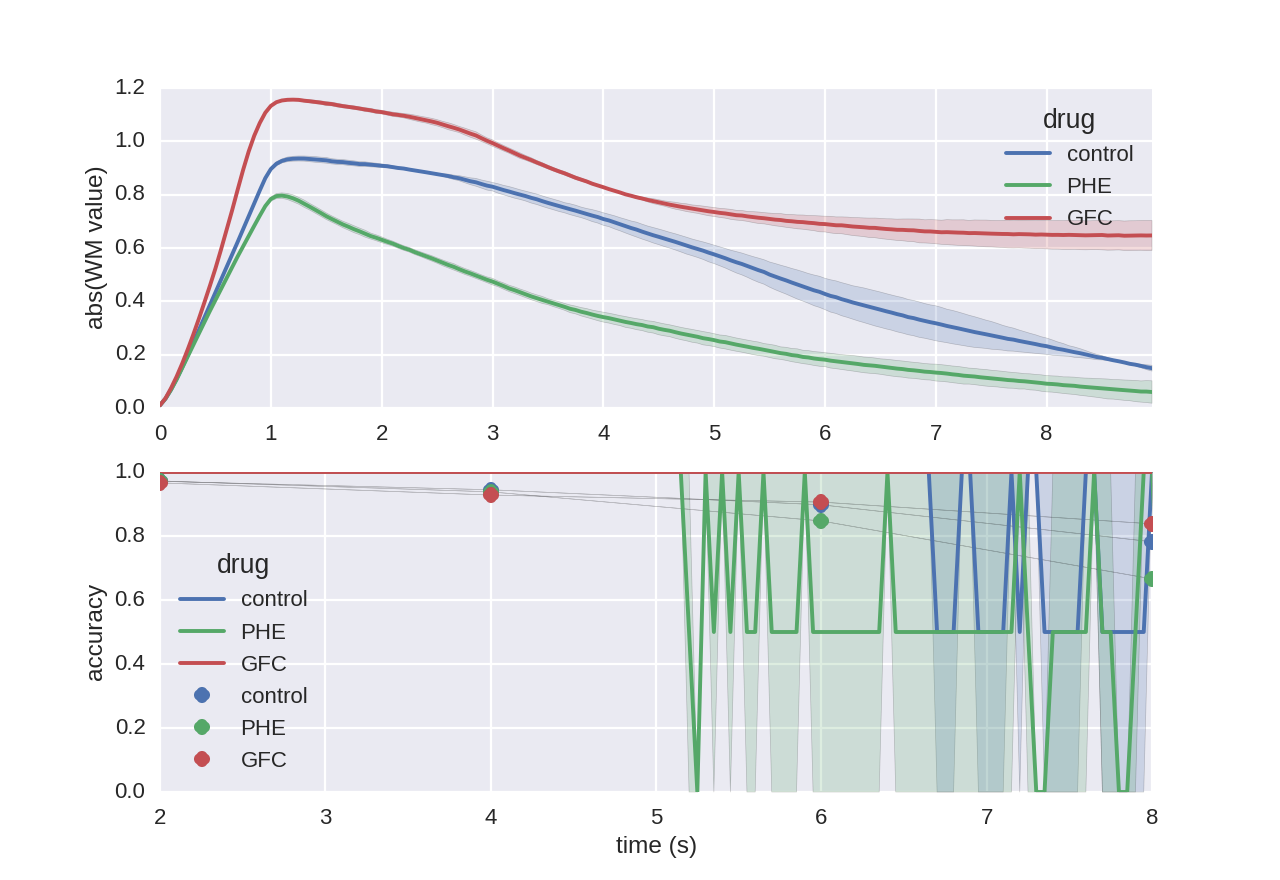 1.2
1.0
0.8
0.6
0.4
0.2
0.0
abs(WM value)
drug
control
PHE
GFC
0 1 2 3 4 5 6 7 8
1.0
0.8
0.6
0.4
0.2
0.0
accuracy
drug
control
PHE
GFC
control
PHE
GFC
2 3 4 5 6 7 8
time (s)